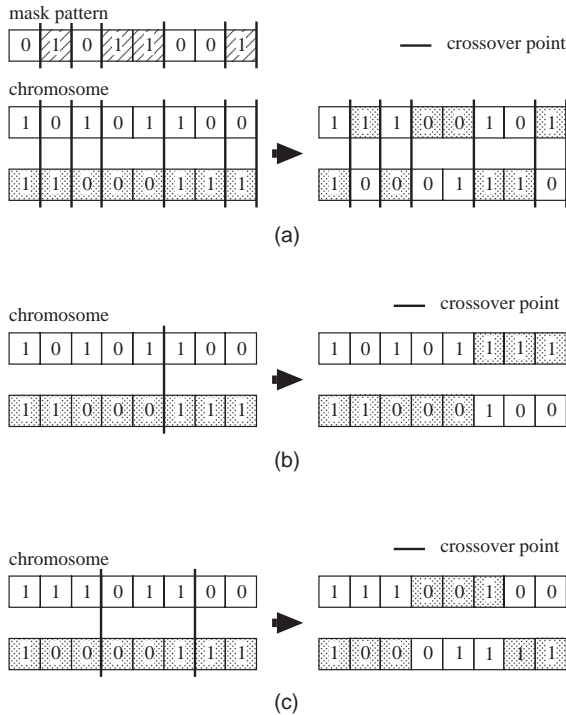 mask pattern
0 1 0 1 1 0 0 1
crossover point
chromosome
1 0 1 0 1 1 0 0
1 1 1 0 0 1 0 1
1 1 0 0 0 1 1 1
1 0 0 0 1 1 1 0
(a)
crossover point
chromosome
1 0 1 0 1 1 0 0
1 0 1 0 1 1 1 1
1 1 0 0 0 1 1 1
1 1 0 0 0 1 0 0
(b)
crossover point
chromosome
1 1 1 0 1 1 0 0
1 1 1 0 0 1 0 0
1 0 0 0 0 1 1 1
1 0 0 0 1 1 1 1
(c)